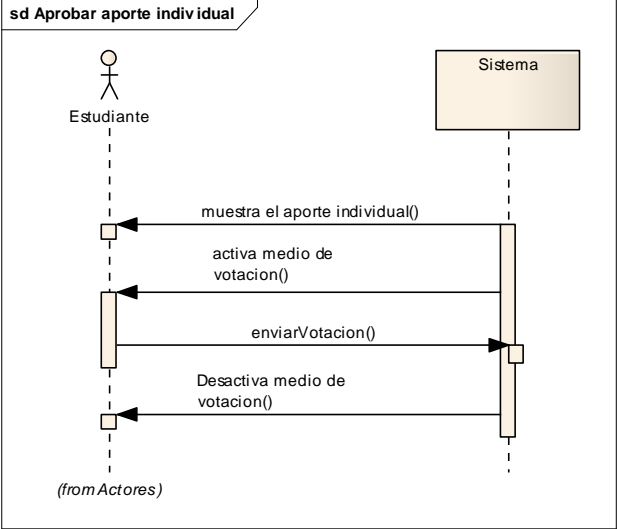 sd Aprobar aporte individual
Estudiante
Sistema
muestra el aporte individual()
activa medio de
votacion()
enviarVotacion()
Desactiva medio de
votacion()
(from Actores)